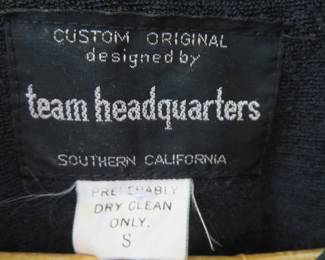 CUSTOM ORIGINAL
designed by
team headquarters
SOUTHERN CALIFORNIA
PREFERABLY
DRY CLEAN
ONLY.
S